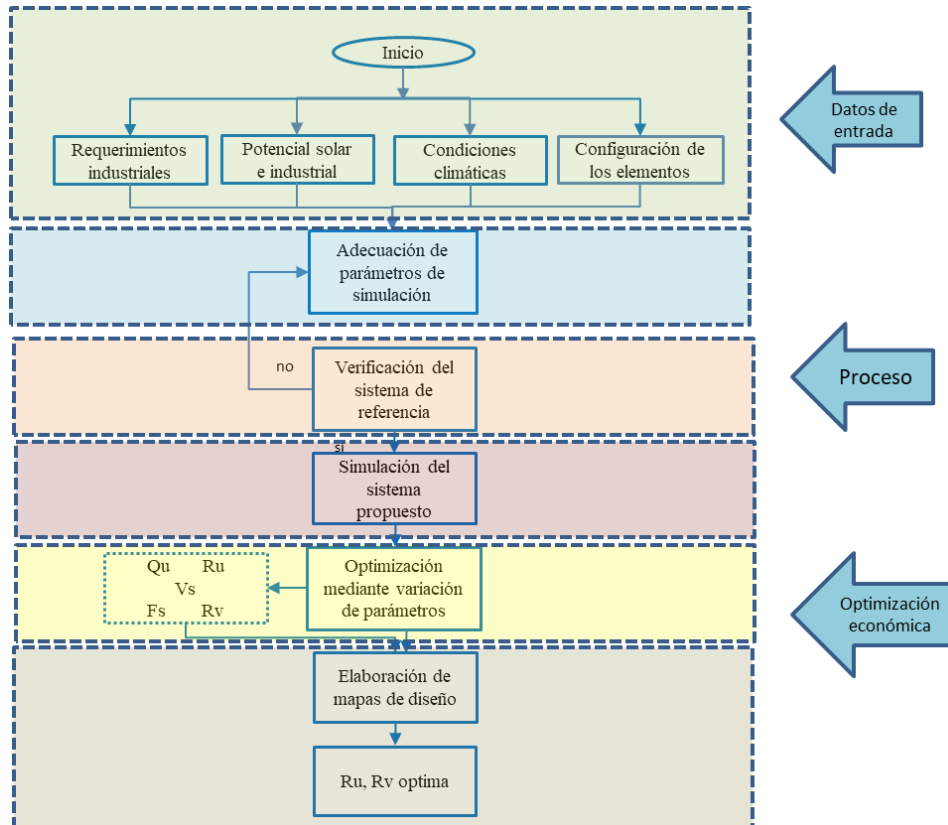 Inicio
Datos de
entrada
Requerimientos
industriales
Potencial solar
e industrial
Condiciones
climáticas
Configuración de
los elementos
Adecuación de
parámetros de
simulación
no
Verificación del
sistema de
referencia
Proceso
si
Simulación del
sistema
propuesto
Qu Ru
Vs
Fs Rv
Optimización
mediante variación
de parámetros
Optimización
económica
Elaboración de
mapas de diseño
Ru, Rv optima